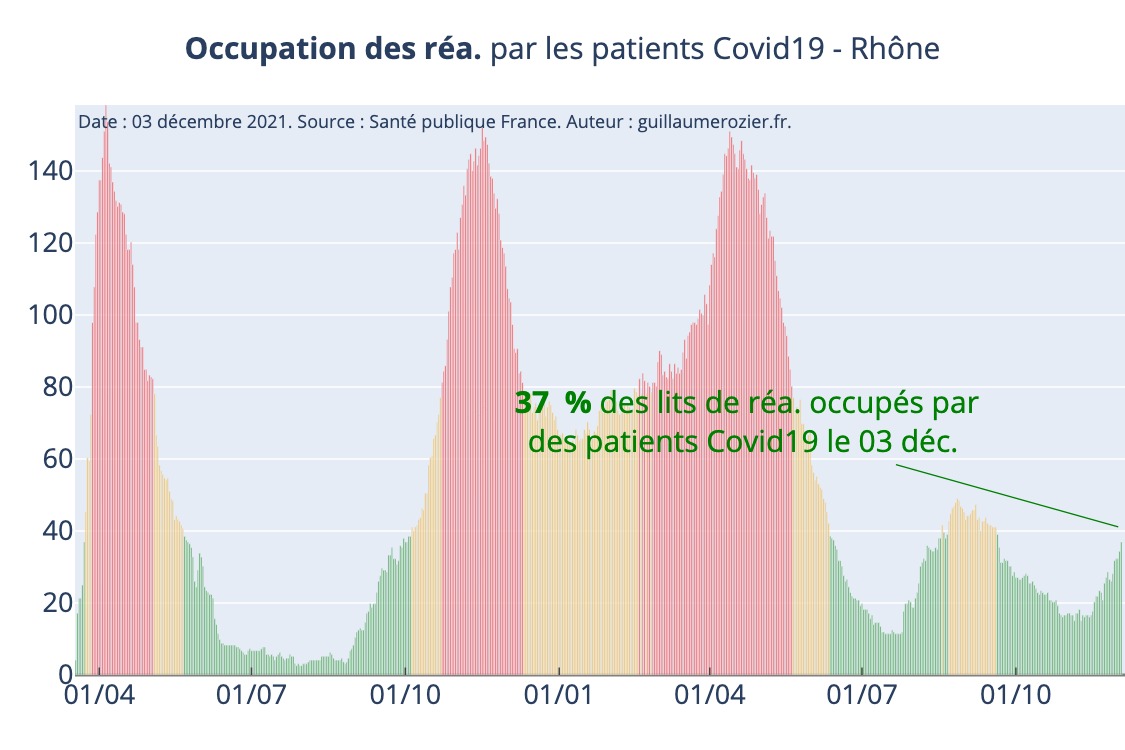 Occupation des réa. par les patients Covid19 - Rhône
Date : 03 décembre 2021. Source : Santé publique France. Auteur : guillaumerozier.fr.
140
120
100
80
37 % des lits de réa. occupés par
des patients Covid19 le 03 déc.
60
40
20
0
01/04 01/07 01/10 01/01 01/04 01/07 01/10